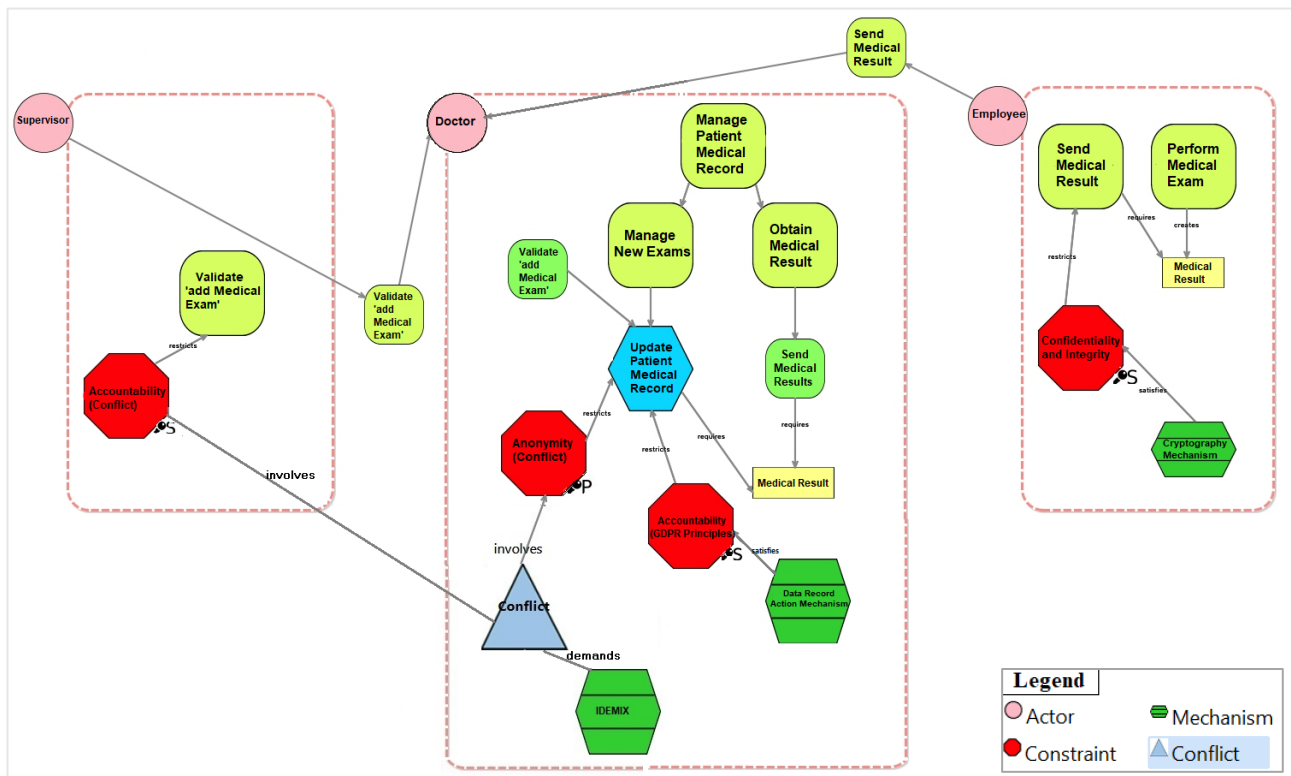 Send
Medical
Result
Supervisor
Doctor
Employee
Manage
Patient
Medical
Record
Send
Medical
Result
Perform
Medical
Exam
requires
creates
restricts
Medical
Result
Manage
New Exams
Obtain
Medical
Result
Validate
'add
Medical
Exam'
Validate
'add Medical
Exam'
Validate
'add
Medical
Exam'
restricts
Accountability
(Conflict)
S
involves
Update
Patient
Medical
Record
Send
Medical
Results
requires
Confidentiality
and Integrity
S
satisfies
Cryptography
Mechanism
restricts
Anonymity
(Conflict)
P
restricts
requires
Medical Result
Accountability
(GDPR Principles)
S
satisfies
Data Record
Action Mechanism
involves
Conflict
demands
IDEMIX
Legend
Actor
Mechanism
Constraint
Conflict